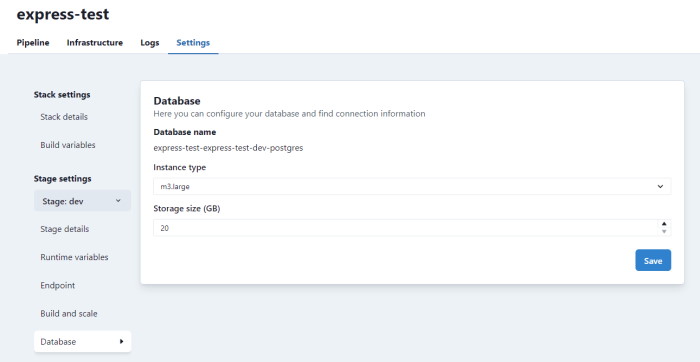 express-test
Pipeline Infrastructure Logs Settings
Stack settings
Stack details
Build variables
Stage settings
Stage: dev
Stage details
Runtime variables
Endpoint
Build and scale
Database
Database
Here you can configure your database and find connection information
Database name
express-test-express-test-dev-postgres
Instance type
m3.large
Storage size (GB)
20
Save